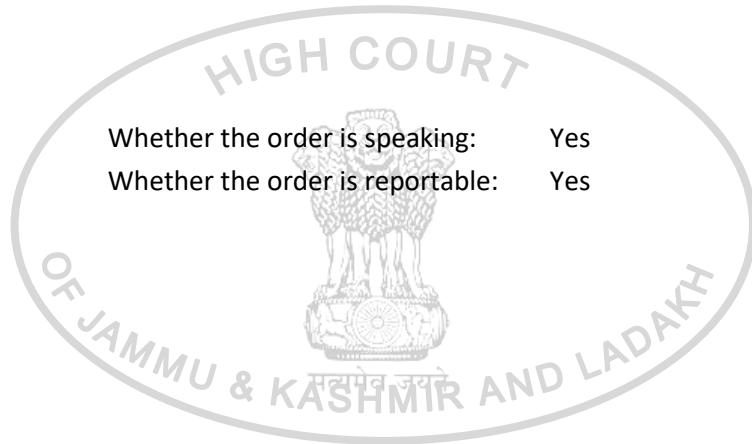 HIGH COURT
Whether the order is speaking: Yes
Whether the order is reportable: Yes
सत्यमेव जयते
OF JAMMU & KASHMIR AND LADAKH